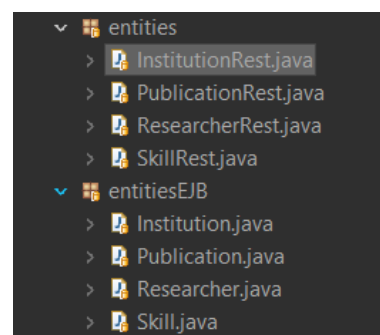 entities
InstitutionRest.java
PublicationRest.java
ResearcherRest.java
SkillRest.java
entitiesEJB
Institution.java
Publication.java
Researcher.java
Skill.java